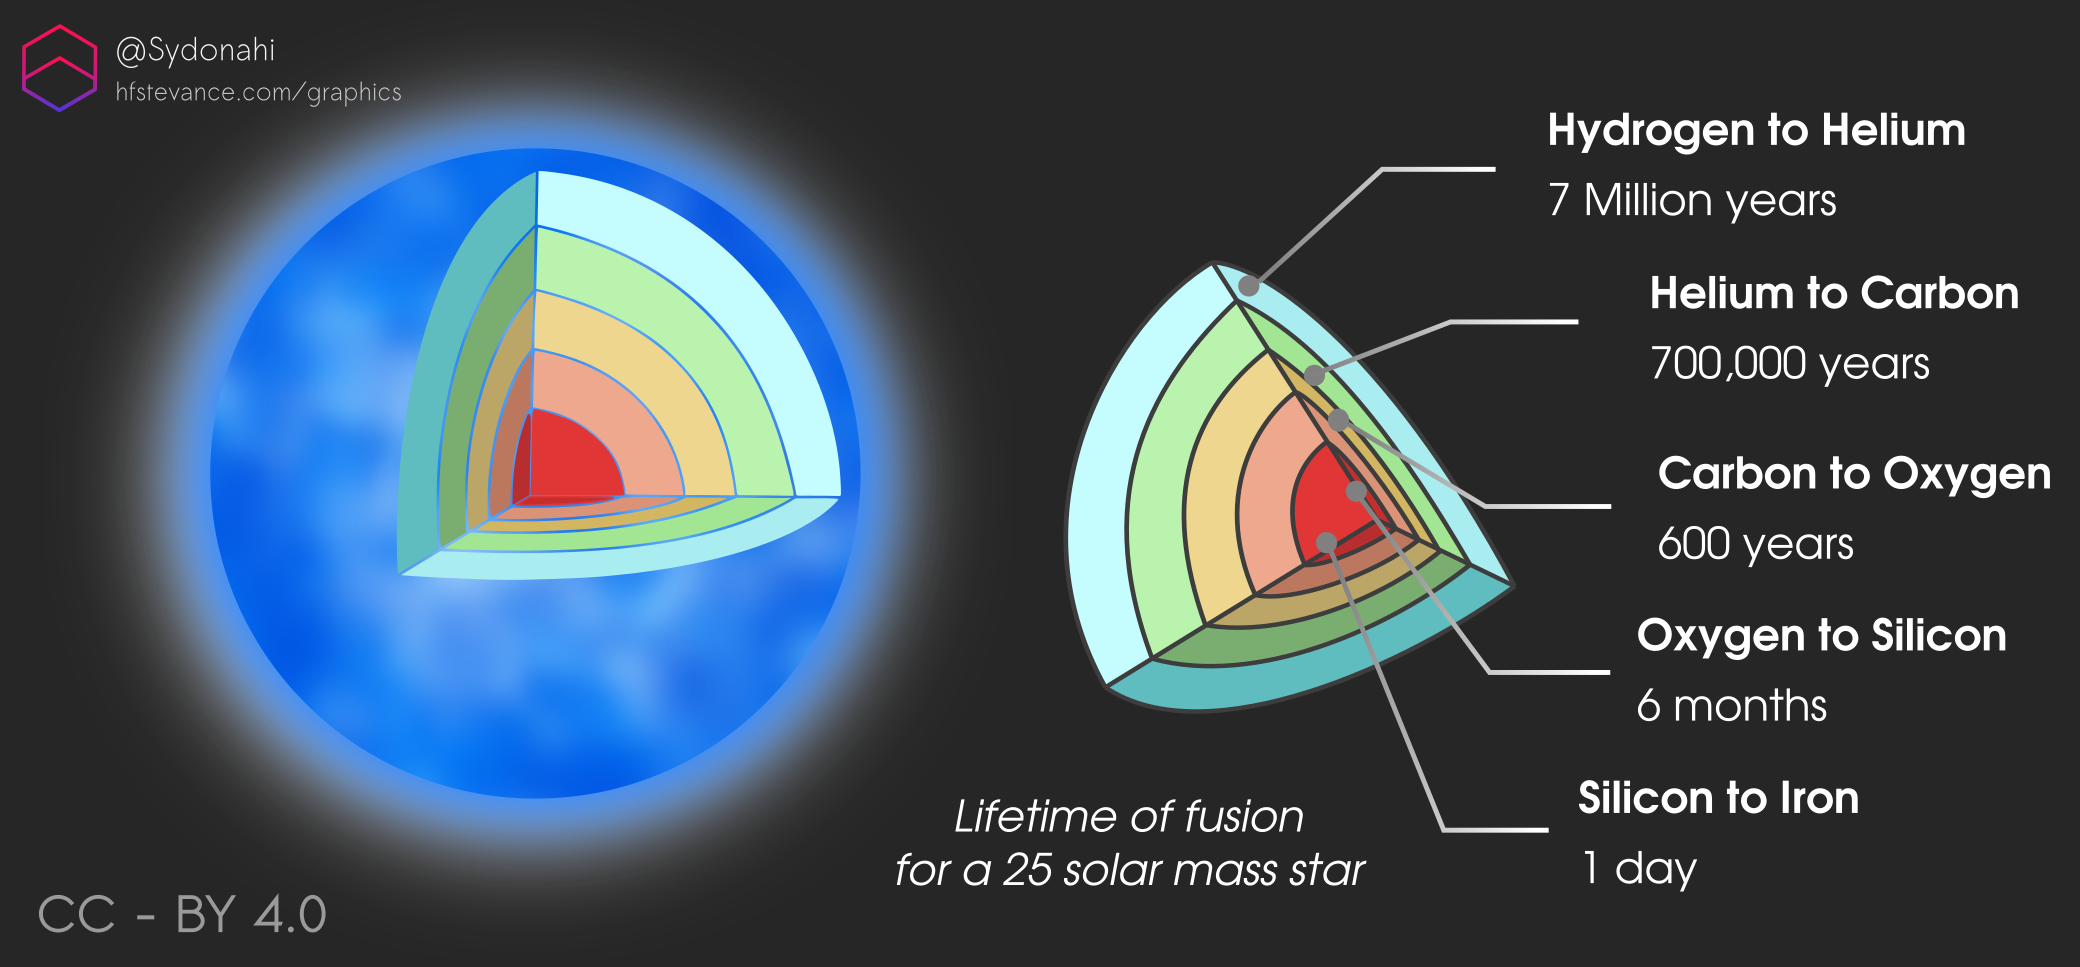 @Sydonahi
hfstevance.com/graphics
Hydrogen to Helium
7 Million years
Helium to Carbon
700,000 years
Carbon to Oxygen
600 years
Oxygen to Silicon
6 months
Silicon to Iron
1 day
Lifetime of fusion
for a 25 solar mass star
CC - BY 4.0